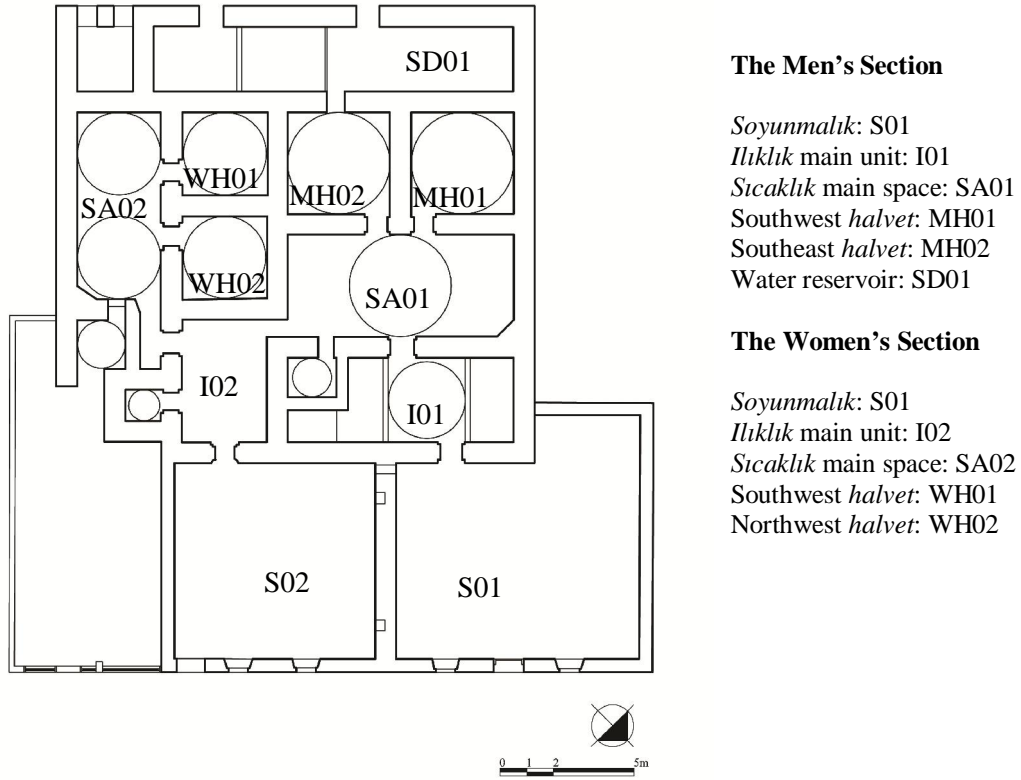 SD01
WH01
MH02
MH01
SA02
WH02
SA01
I02
I01
S02
S01
0 1 2 5m
The Men's Section
Soyunmalık: S01
Ilıklık main unit: I01
Sıcaklık main space: SA01
Southwest halvet: MH01
Southeast halvet: MH02
Water reservoir: SD01
The Women's Section
Soyunmalık: S01
Ilıklık main unit: I02
Sıcaklık main space: SA02
Southwest halvet: WH01
Northwest halvet: WH02